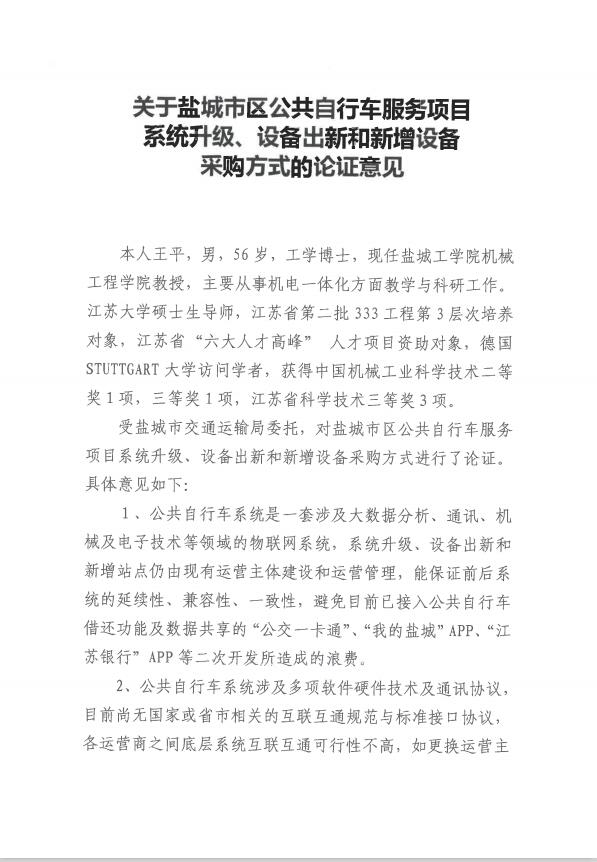 关于盐城市区公共自行车服务项目
系统升级、设备出新和新增设备
采购方式的论证意见
本人王平，男，56岁，工学博士，现任盐城工学院机械
工程学院教授，主要从事机电一体化方面教学与科研工作。
江苏大学硕士生导师，江苏省第二批333工程第3层次培养
对象，江苏省“六大人才高峰” 人才项目资助对象，德国
STUTTGART大学访问学者，获得中国机械工业科学技术二等
奖1项，三等奖1项，江苏省科学技术三等奖3项。
受盐城市交通运输局委托，对盐城市区公共自行车服务
项目系统升级、设备出新和新增设备采购方式进行了论证。
具体意见如下：
1、公共自行车系统是一套涉及大数据分析、通讯、机
械及电子技术等领域的物联网系统，系统升级、设备出新和
新增站点仍由现有运营主体建设和运营管理，能保证前后系
统的延续性、兼容性、一致性，避免目前已接入公共自行车
借还功能及数据共享的“公交一卡通”、“我的盐城”APP、“江
苏银行”APP等二次开发所造成的浪费。
2、公共自行车系统涉及多项软件硬件技术及通讯协议，
目前尚无国家或省市相关的互联互通规范与标准接口协议，
各运营商之间底层系统互联互通可行性不高，如更换运营主